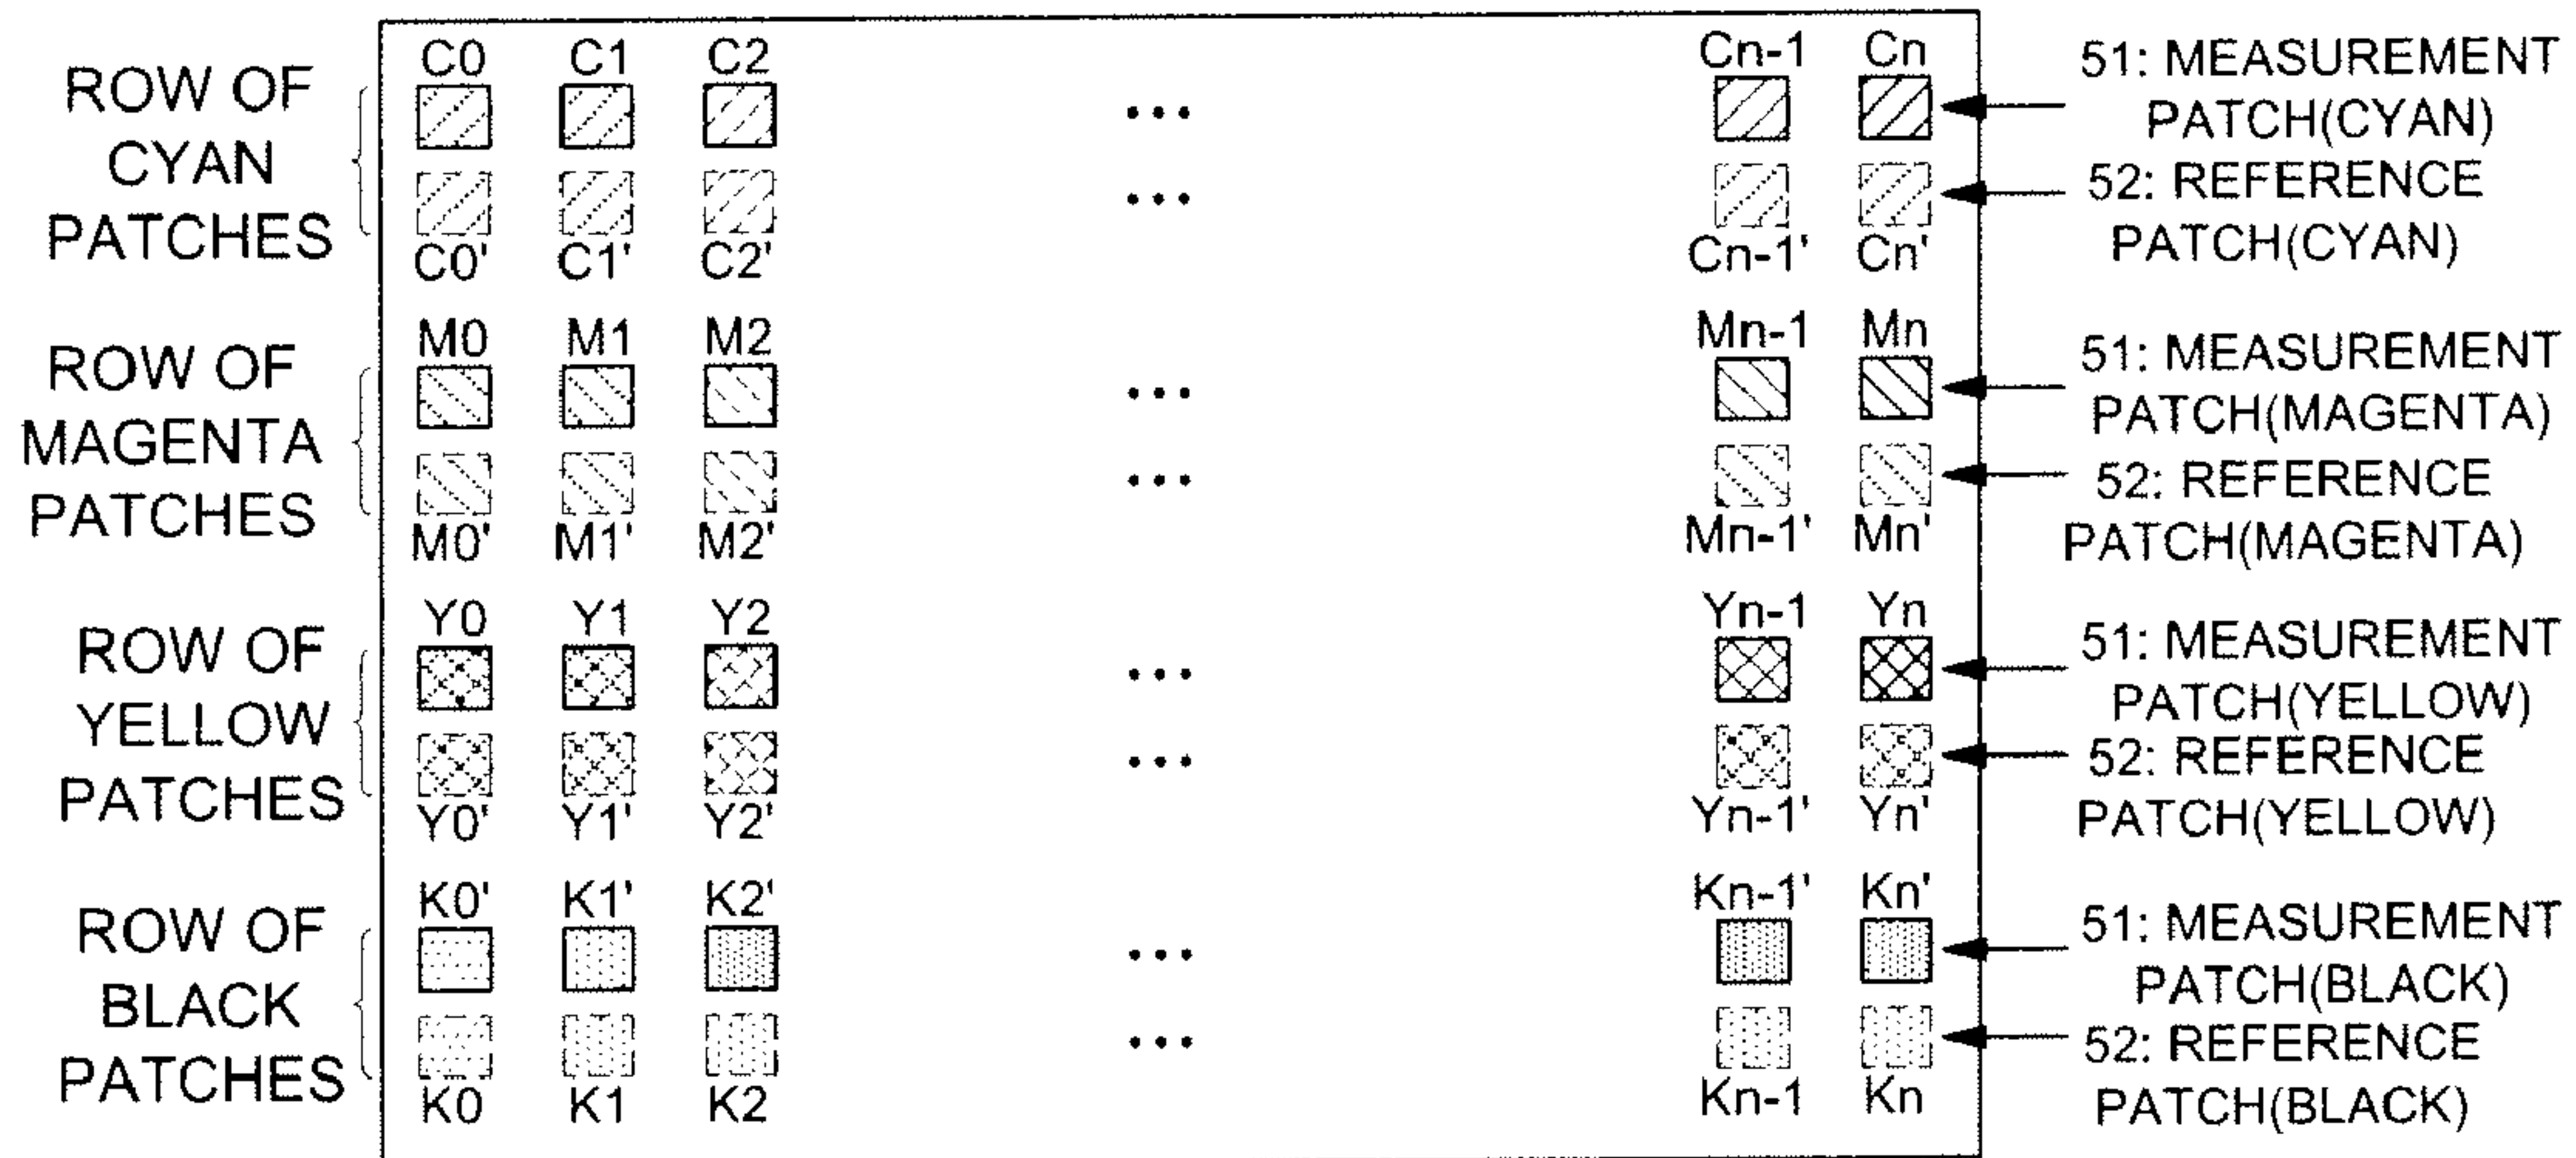 ROW OF
CYAN
PATCHES
C0 C1 C2 ... Cn-1 Cn
...
C0' C1' C2' Cn-1' Cn'
51: MEASUREMENT
PATCH(CYAN)
52: REFERENCE
PATCH(CYAN)
ROW OF
MAGENTA
PATCHES
M0 M1 M2 ... Mn-1 Mn
...
M0' M1' M2' Mn-1' Mn'
51: MEASUREMENT
PATCH(MAGENTA)
52: REFERENCE
PATCH(MAGENTA)
ROW OF
YELLOW
PATCHES
Y0 Y1 Y2 ... Yn-1 Yn
...
Y0' Y1' Y2' Yn-1' Yn'
51: MEASUREMENT
PATCH(YELLOW)
52: REFERENCE
PATCH(YELLOW)
ROW OF
BLACK
PATCHES
K0' K1' K2' ... Kn-1' Kn'
...
K0 K1 K2 Kn-1 Kn
51: MEASUREMENT
PATCH(BLACK)
52: REFERENCE
PATCH(BLACK)